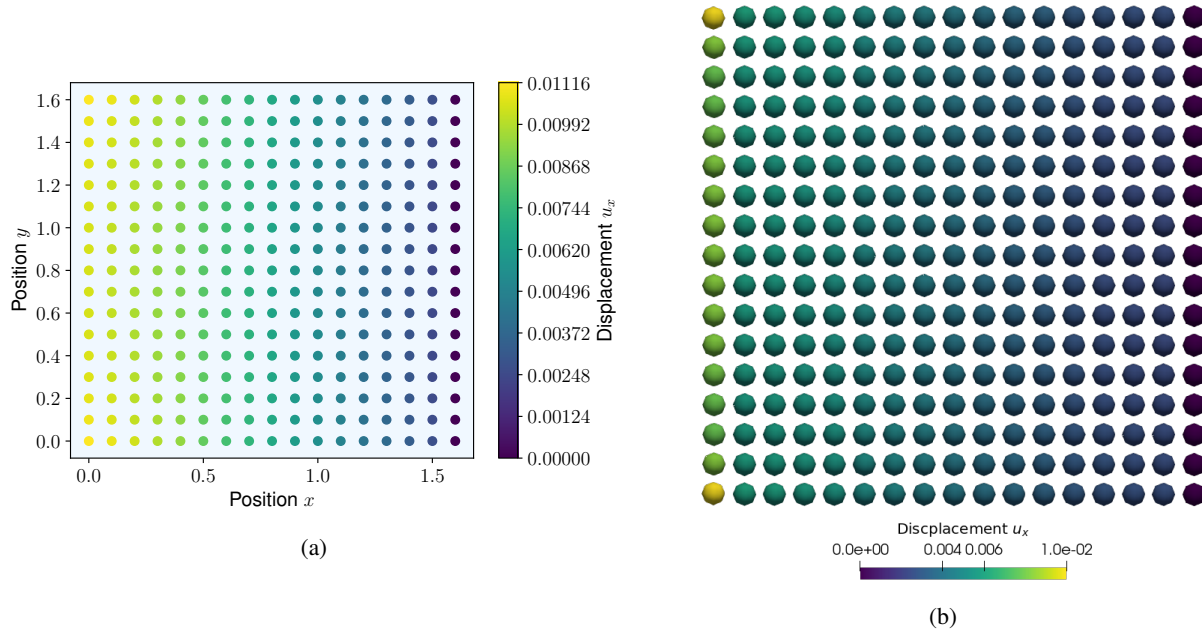 1.6
1.4
1.2
1.0
0.8
0.6
0.4
0.2
0.0
Position y
0.0 0.5 1.0 1.5
Position x
0.01116
0.00992
0.00868
0.00744
0.00620
0.00496
0.00372
0.00248
0.00124
0.00000
Displacement u_x
(a)
Discplacement u_x
0.0e+00 0.004 0.006 1.0e-02
(b)